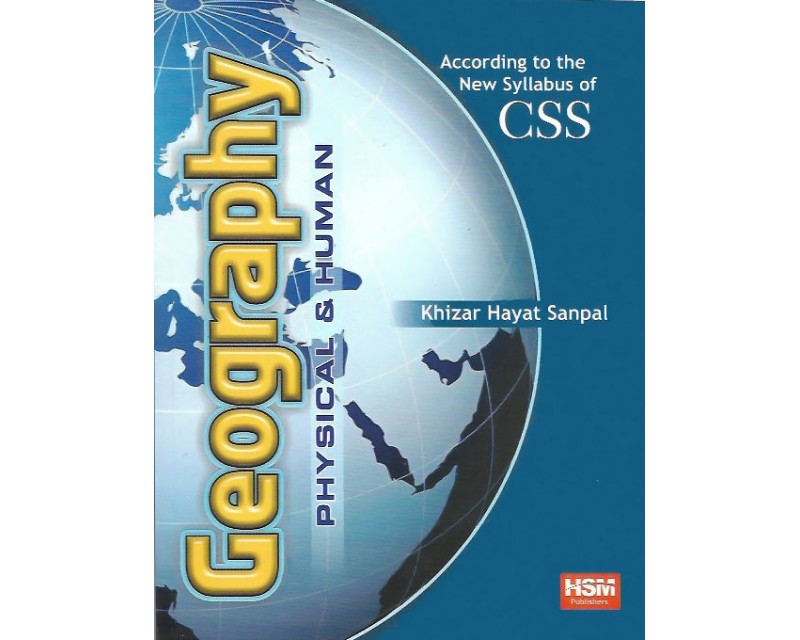 According to the
New Syllabus of
CSS
Geography
PHYSICAL & HUMAN
Khizar Hayat Sanpal
HSM
Publishers